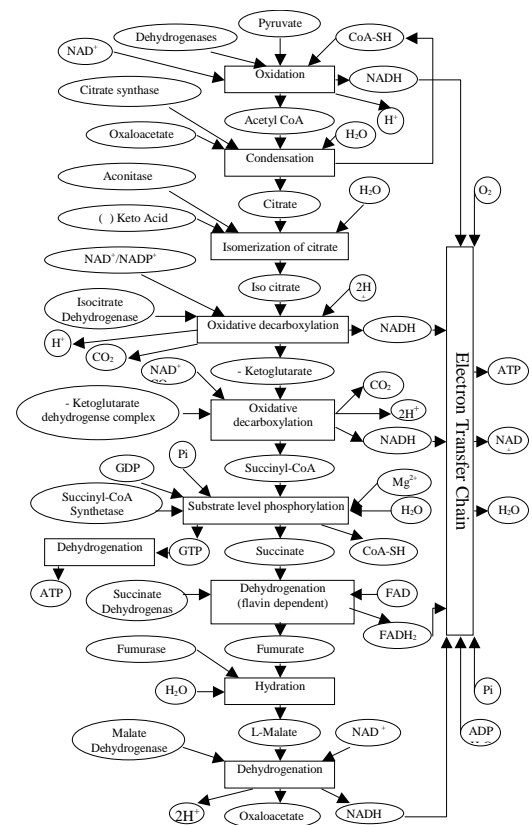 Pyruvate
Dehydrogenases
CoA-SH
NAD⁺
Oxidation
NADH
Citrate synthase
Acetyl CoA
H⁺
Oxaloacetate
H₂O
Condensation
Aconitase
Citrate
H₂O
O₂
( ) Keto Acid
Isomerization of citrate
NAD⁺/NADP⁺
Iso citrate
2H
+
Isocitrate
Dehydrogenase
Oxidative decarboxylation
NADH
H⁺
CO₂
NAD⁺
- Ketoglutarate
CO₂
ATP
- Ketoglutarate
dehydrogense complex
Oxidative
decarboxylation
2H⁺
NADH
NAD
+
Electron Transfer Chain
Pi
GDP
Succinyl-CoA
Mg²⁺
Succinyl-CoA
Synthetase
Substrate level phosphorylation
H₂O
H₂O
Dehydrogenation
GTP
Succinate
CoA-SH
ATP
Succinate
Dehydrogenas
Dehydrogenation
(flavin dependent)
FAD
FADH₂
Fumurase
Fumurate
H₂O
Hydration
Pi
Malate
Dehydrogenase
L-Malate
NAD⁺
ADP
Dehydrogenation
2H⁺
Oxaloacetate
NADH